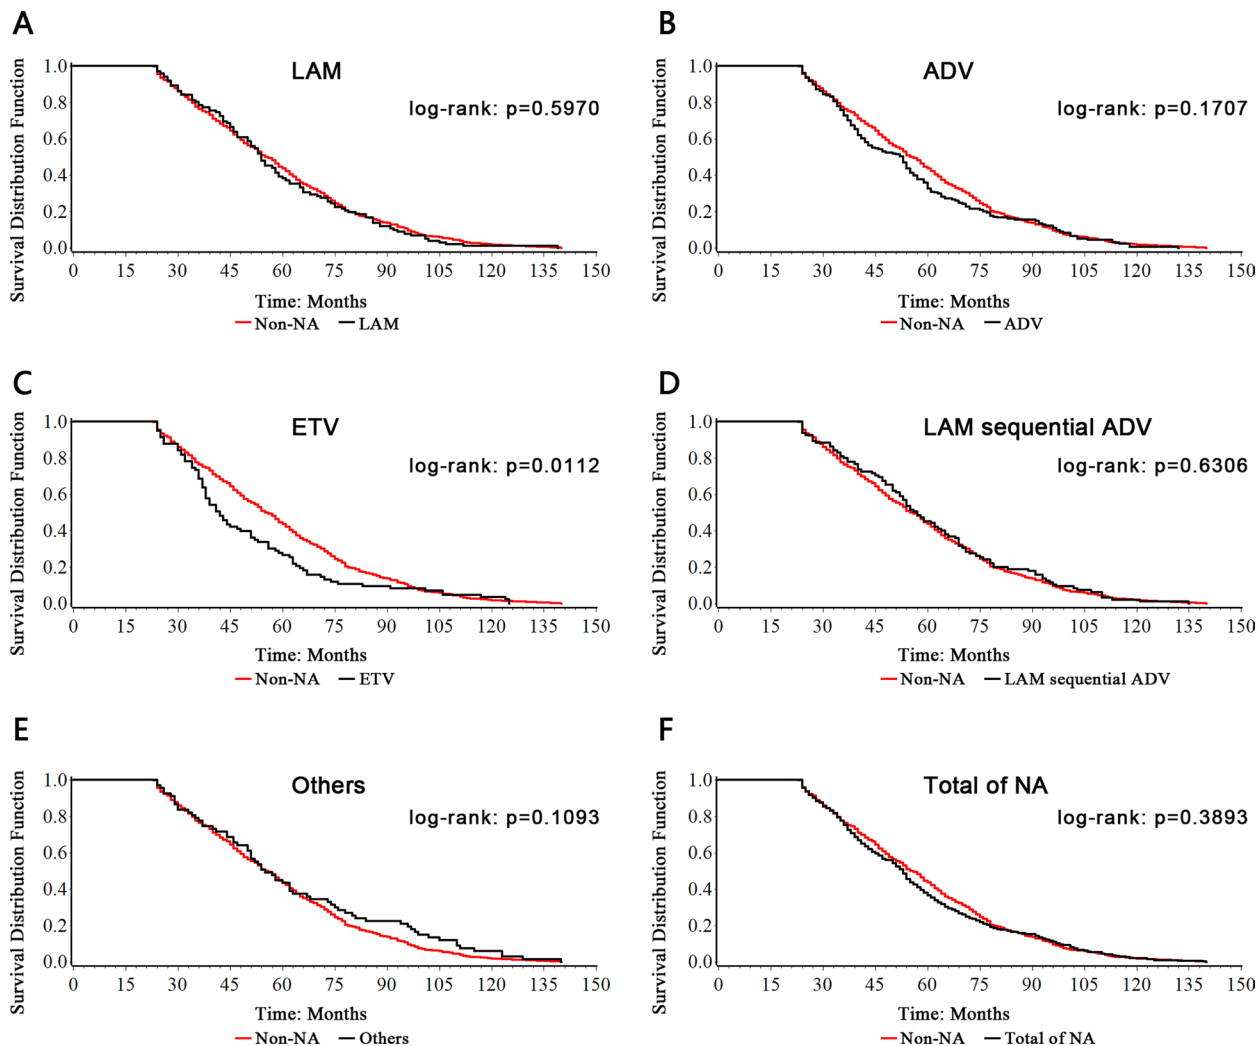 A
LAM
log-rank: p=0.5970
Survival Distribution Function
1.0
0.8
0.6
0.4
0.2
0.0
0 15 30 45 60 75 90 105 120 135 150
Time: Months
Non-NA LAM
B
ADV
log-rank: p=0.1707
Survival Distribution Function
1.0
0.8
0.6
0.4
0.2
0.0
0 15 30 45 60 75 90 105 120 135 150
Time: Months
Non-NA ADV
C
ETV
log-rank: p=0.0112
Survival Distribution Function
1.0
0.8
0.6
0.4
0.2
0.0
0 15 30 45 60 75 90 105 120 135 150
Time: Months
Non-NA ETV
D
LAM sequential ADV
log-rank: p=0.6306
Survival Distribution Function
1.0
0.8
0.6
0.4
0.2
0.0
0 15 30 45 60 75 90 105 120 135 150
Time: Months
Non-NA LAM sequential ADV
E
Others
log-rank: p=0.1093
Survival Distribution Function
1.0
0.8
0.6
0.4
0.2
0.0
0 15 30 45 60 75 90 105 120 135 150
Time: Months
Non-NA Others
F
Total of NA
log-rank: p=0.3893
Survival Distribution Function
1.0
0.8
0.6
0.4
0.2
0.0
0 15 30 45 60 75 90 105 120 135 150
Time: Months
Non-NA Total of NA